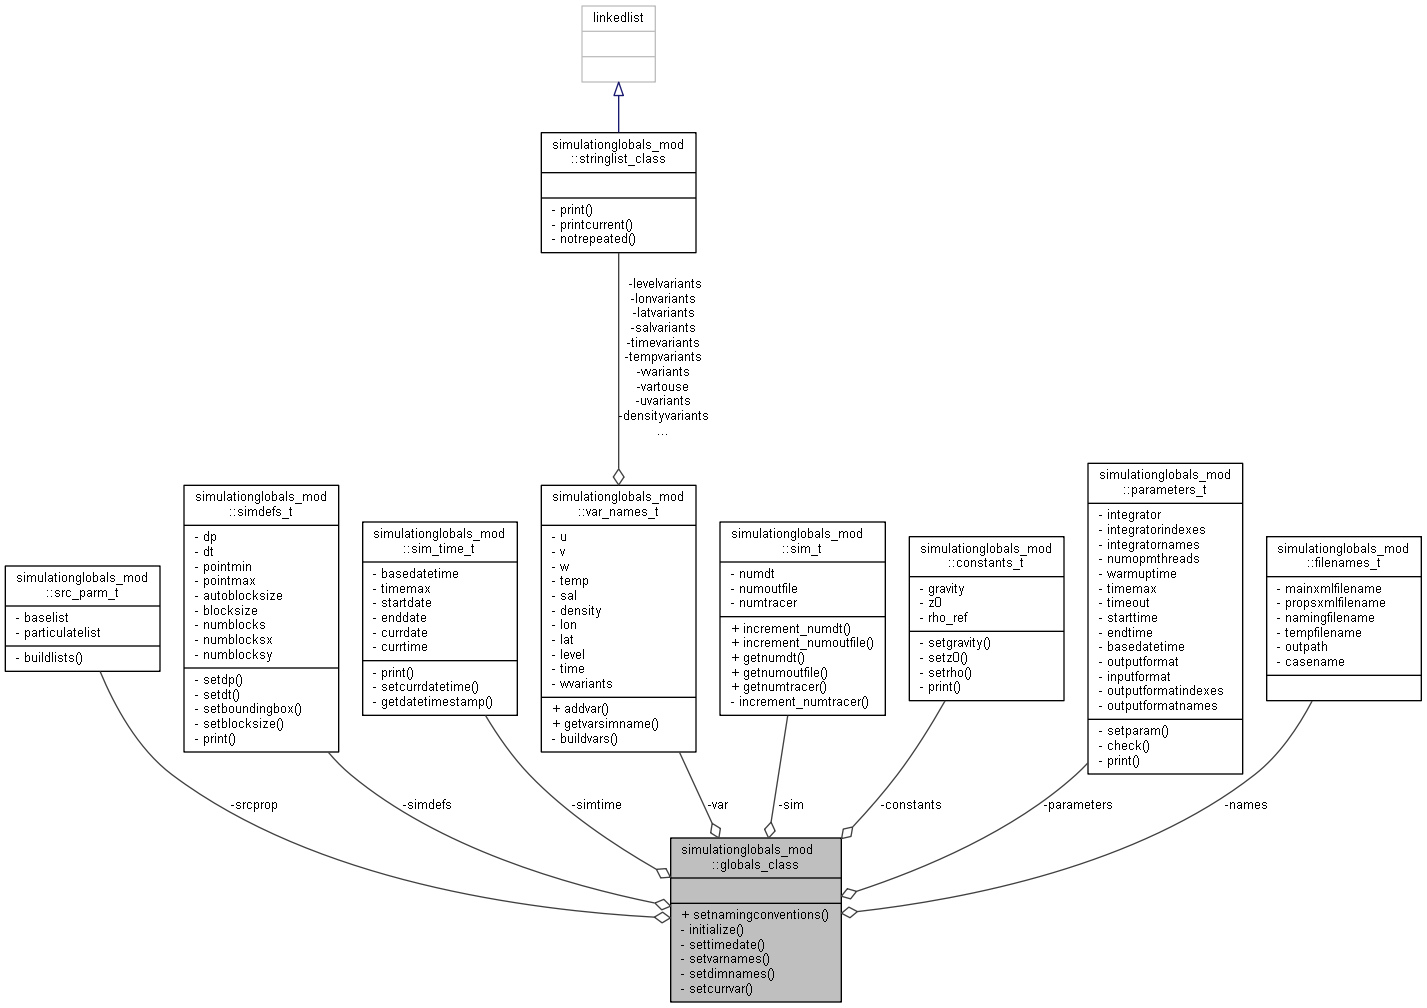 linkedlist
simulationglobals_mod
::stringlist_class
- print()
- printcurrent()
- notrepeated()
-levelvariants
-lonvariants
-latvariants
-salvariants
-timevariants
-tempvariants
-vvariants
-vartouse
-uvariants
-densityvariants
...
simulationglobals_mod
::src_parm_t
- baselist
- particulatelist
- buildlists()
simulationglobals_mod
::simdefs_t
- dp
- dt
- pointmin
- pointmax
- autoblocksize
- blocksize
- numblocks
- numblocksx
- numblocksy
- setdp()
- setdt()
- setboundingbox()
- setblocksize()
- print()
simulationglobals_mod
::sim_time_t
- basedatetime
- timemax
- startdate
- enddate
- currdate
- currtime
- print()
- setcurrdatetime()
- getdatetimestamp()
simulationglobals_mod
::var_names_t
- u
- v
- w
- temp
- sal
- density
- lon
- lat
- level
- time
- wvariants
+ addvar()
+ getvarsimname()
- buildvars()
simulationglobals_mod
::sim_t
- numdt
- numoutfile
- numtracer
+ increment_numdt()
+ increment_numoutfile()
+ getnumdt()
+ getnumoutfile()
+ getnumtracer()
- increment_numtracer()
simulationglobals_mod
::constants_t
- gravity
- z0
- rho_ref
- setgravity()
- setz0()
- setrho()
- print()
simulationglobals_mod
::parameters_t
- integrator
- integratorindexes
- integratornames
- numopmthreads
- warmuptime
- timemax
- timeout
- starttime
- endtime
- basedatetime
- outputformat
- inputformat
- outputformatindexes
- outputformatnames
- setparam()
- check()
- print()
simulationglobals_mod
::filenames_t
- mainxmlfilename
- propsxmlfilename
- namingfilename
- tempfilename
- outpath
- casename
-srcprop
-simdefs
-simtime
-var
-sim
-constants
-parameters
-names
simulationglobals_mod
::globals_class
+ setnamingconventions()
- initialize()
- settimedate()
- setvarnames()
- setdimnames()
- setcurrvar()